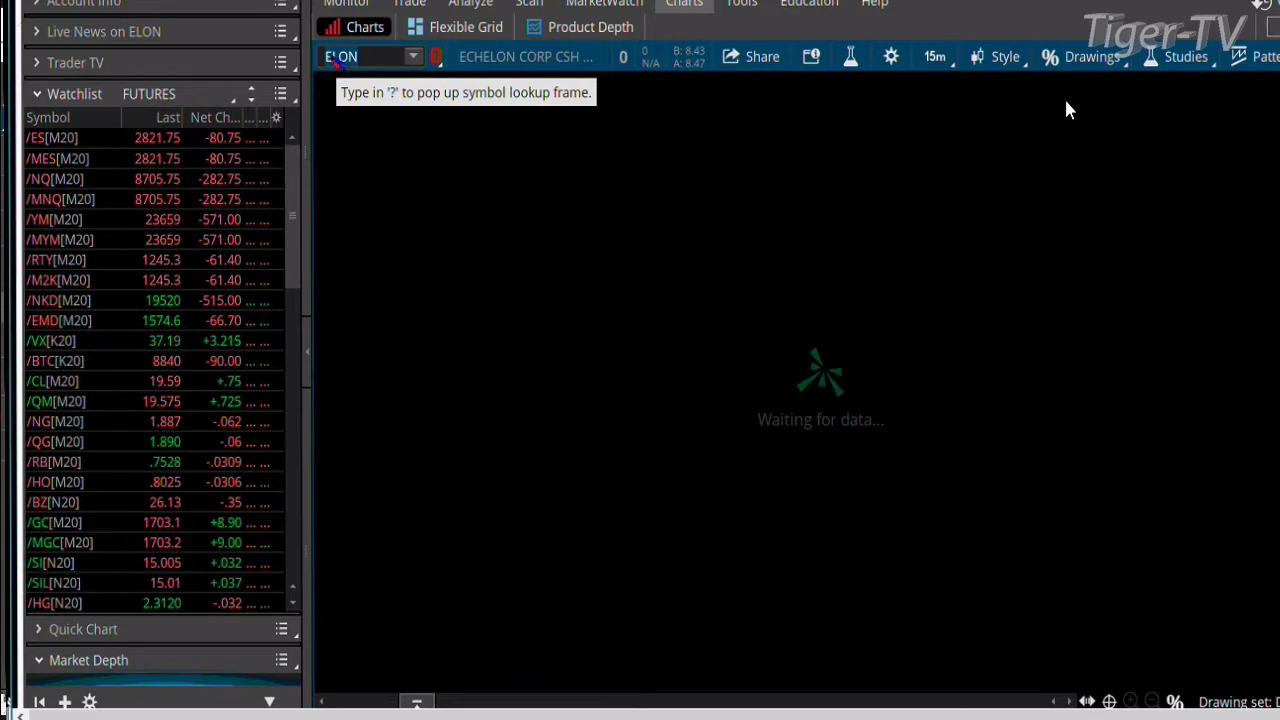 Account Info
Monitor Trade Analyze Scan MarketWatch Charts Tools Education Help
Live News on ELON
Charts Flexible Grid Product Depth
Tiger-TV
Trader TV
ELON 0 ECHELON CORP CSH ... 0 0 N/A B: 8.43 A: 8.47 Share 15m Style Drawings Studies Patte
Watchlist FUTURES
Type in '?' to pop up symbol lookup frame.
Symbol Last Net Ch... ... ...
/ES[M20] 2821.75 -80.75 ... ...
/MES[M20] 2821.75 -80.75 ... ...
/NQ[M20] 8705.75 -282.75 ... ...
/MNQ[M20] 8705.75 -282.75 ... ...
/YM[M20] 23659 -571.00 ... ...
/MYM[M20] 23659 -571.00 ... ...
/RTY[M20] 1245.3 -61.40 ... ...
/M2K[M20] 1245.3 -61.40 ... ...
/NKD[M20] 19520 -515.00 ... ...
/EMD[M20] 1574.6 -66.70 ... ...
/VX[K20] 37.19 +3.215 ... ...
/BTC[K20] 8840 -90.00 ... ...
/CL[M20] 19.59 +.75 ... ...
/QM[M20] 19.575 +.725 ... ...
/NG[M20] 1.887 -.062 ... ...
/QG[M20] 1.890 -.06 ... ...
/RB[M20] .7528 -.0309 ... ...
/HO[M20] .8025 -.0306 ... ...
/BZ[N20] 26.13 -.35 ... ...
/GC[M20] 1703.1 +8.90 ... ...
/MGC[M20] 1703.2 +9.00 ... ...
/SI[N20] 15.005 +.032 ... ...
/SIL[N20] 15.01 +.037 ... ...
/HG[N20] 2.3120 -.032 ... ...
Waiting for data...
Quick Chart
Market Depth
Drawing set: D